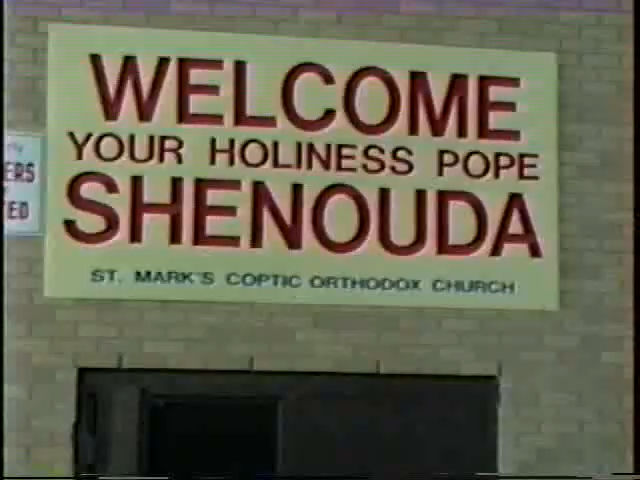 WELCOME
YOUR HOLINESS POPE
SHENOUDA
ST. MARK'S COPTIC ORTHODOX CHURCH